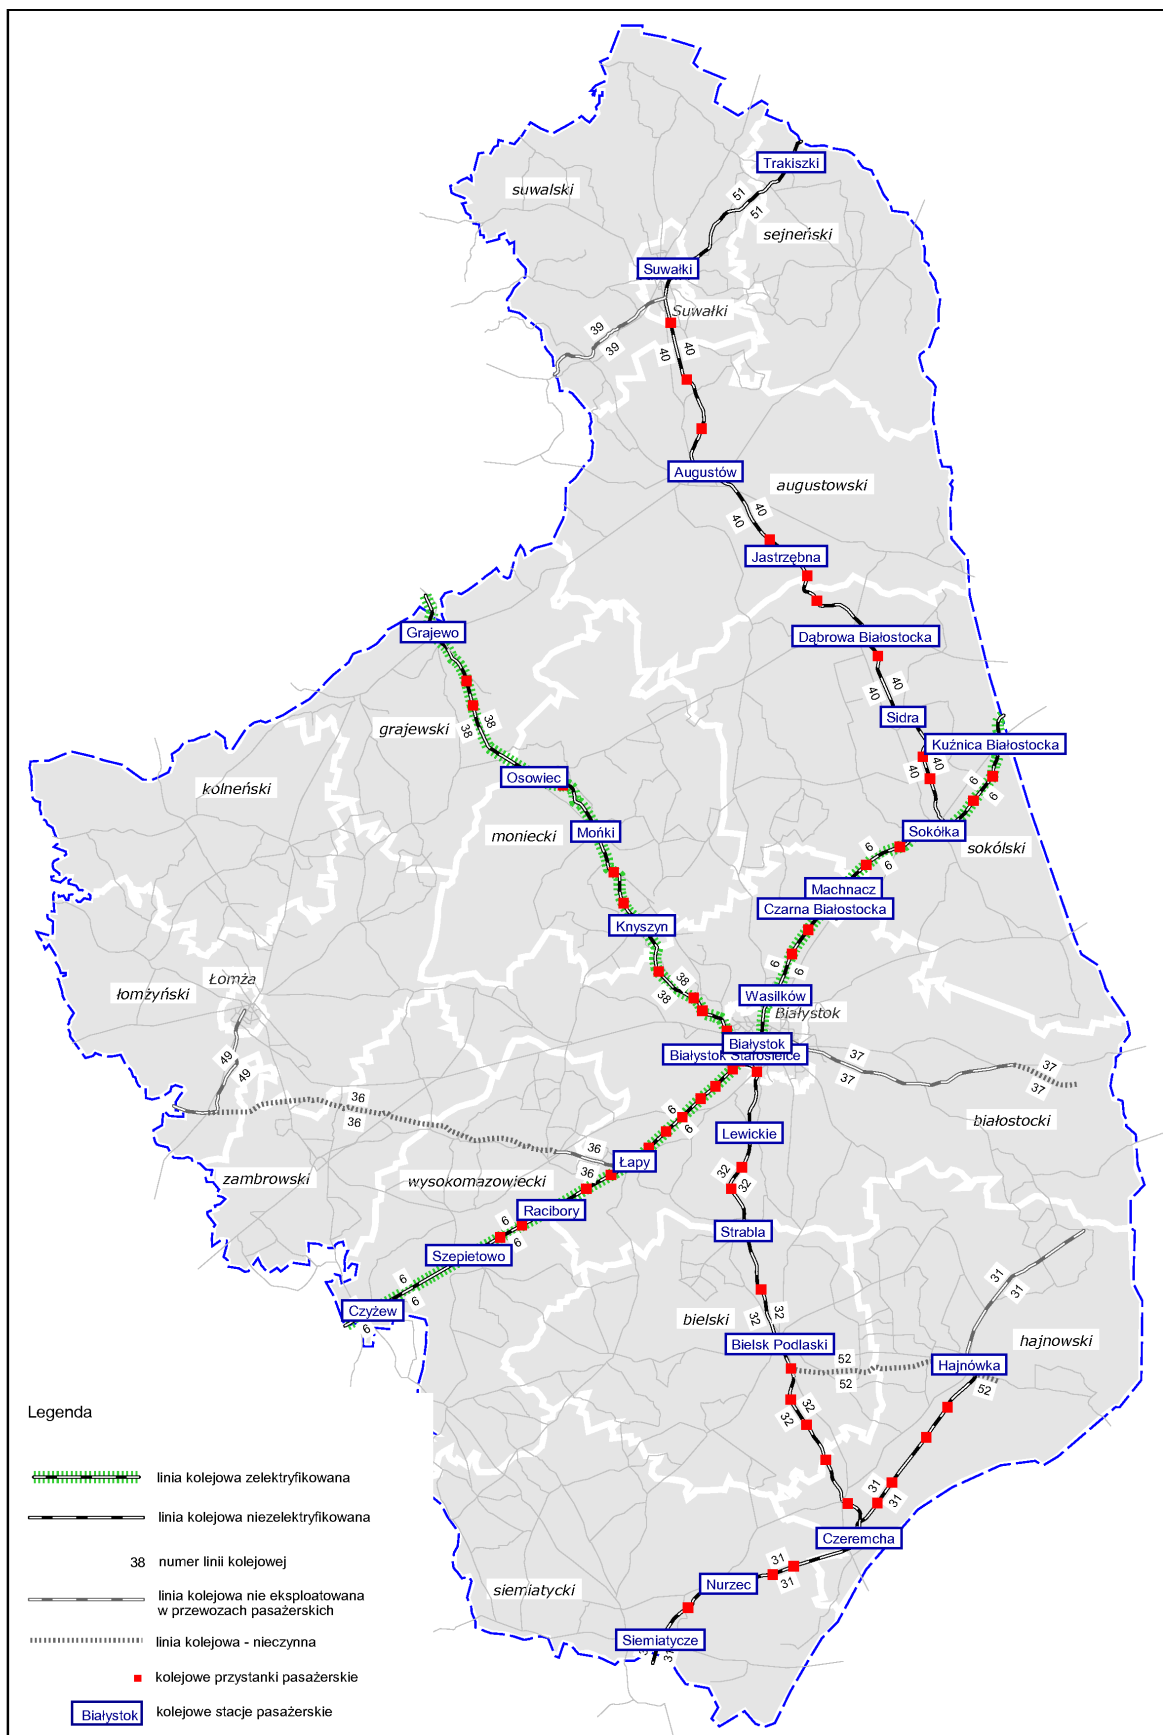 Trakiszki
suwalski
51
51
sejneński
Suwałki
Suwałki
39
39
40
40
Augustów
augustowski
40
40
Jastrzębna
Grajewo
Dąbrowa Białostocka
40
40
Sidra
38
38
grajewski
Kuźnica Białostocka
40
40
Osowiec
6
6
kolneński
Mońki
moniecki
Sokółka
sokólski
6
6
Machnacz
Czarna Białostocka
Knyszyn
6
6
Łomża
łomżyński
38
38
Wasilków
Białystok
Białystok
Białystok Starosielce
37
37
37
37
49
49
36
36
6
6
białostocki
Lewickie
36
36
Łapy
zambrowski
wysokomazowiecki
32
32
Racibory
6
6
Strabla
Szepietowo
6
6
31
31
Czyżew
6
bielski
32
32
hajnowski
Bielsk Podlaski
52
52
Hajnówka
52
32
32
31
31
Czeremcha
31
31
Nurzec
siemiatycki
Siemiatycze
31
Legenda
linia kolejowa zelektryfikowana
linia kolejowa niezelektryfikowana
38 numer linii kolejowej
linia kolejowa nie eksploatowana
w przewozach pasażerskich
linia kolejowa - nieczynna
kolejowe przystanki pasażerskie
Białystok kolejowe stacje pasażerskie